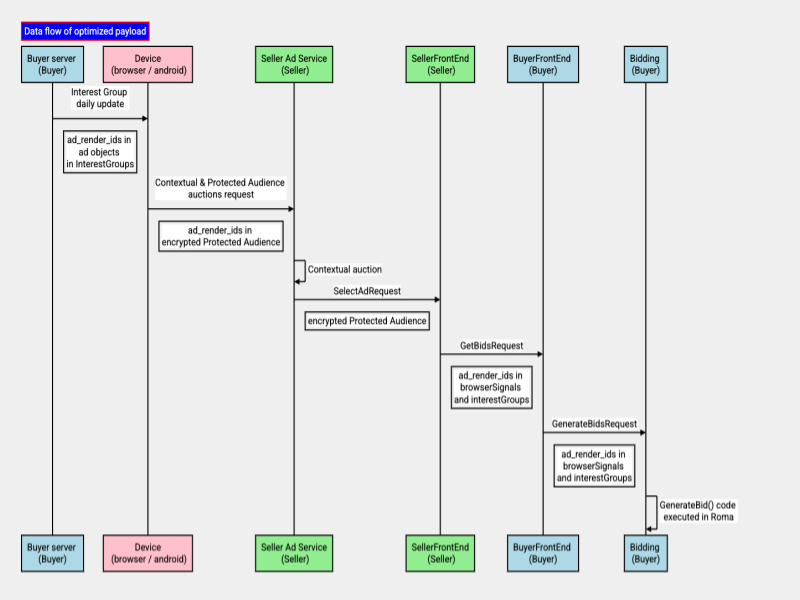 Data flow of optimized payload
Buyer server
(Buyer)
Device
(browser / android)
Seller Ad Service
(Seller)
SellerFrontEnd
(Seller)
BuyerFrontEnd
(Buyer)
Bidding
(Buyer)
Interest Group
daily update
ad_render_ids in
ad objects
in InterestGroups
Contextual & Protected Audience
auctions request
ad_render_ids in
encrypted Protected Audience
Contextual auction
SelectAdRequest
encrypted Protected Audience
GetBidsRequest
ad_render_ids in
browserSignals
and interestGroups
GenerateBidsRequest
ad_render_ids in
browserSignals
and interestGroups
GenerateBid() code
executed in Roma
Buyer server
(Buyer)
Device
(browser / android)
Seller Ad Service
(Seller)
SellerFrontEnd
(Seller)
BuyerFrontEnd
(Buyer)
Bidding
(Buyer)